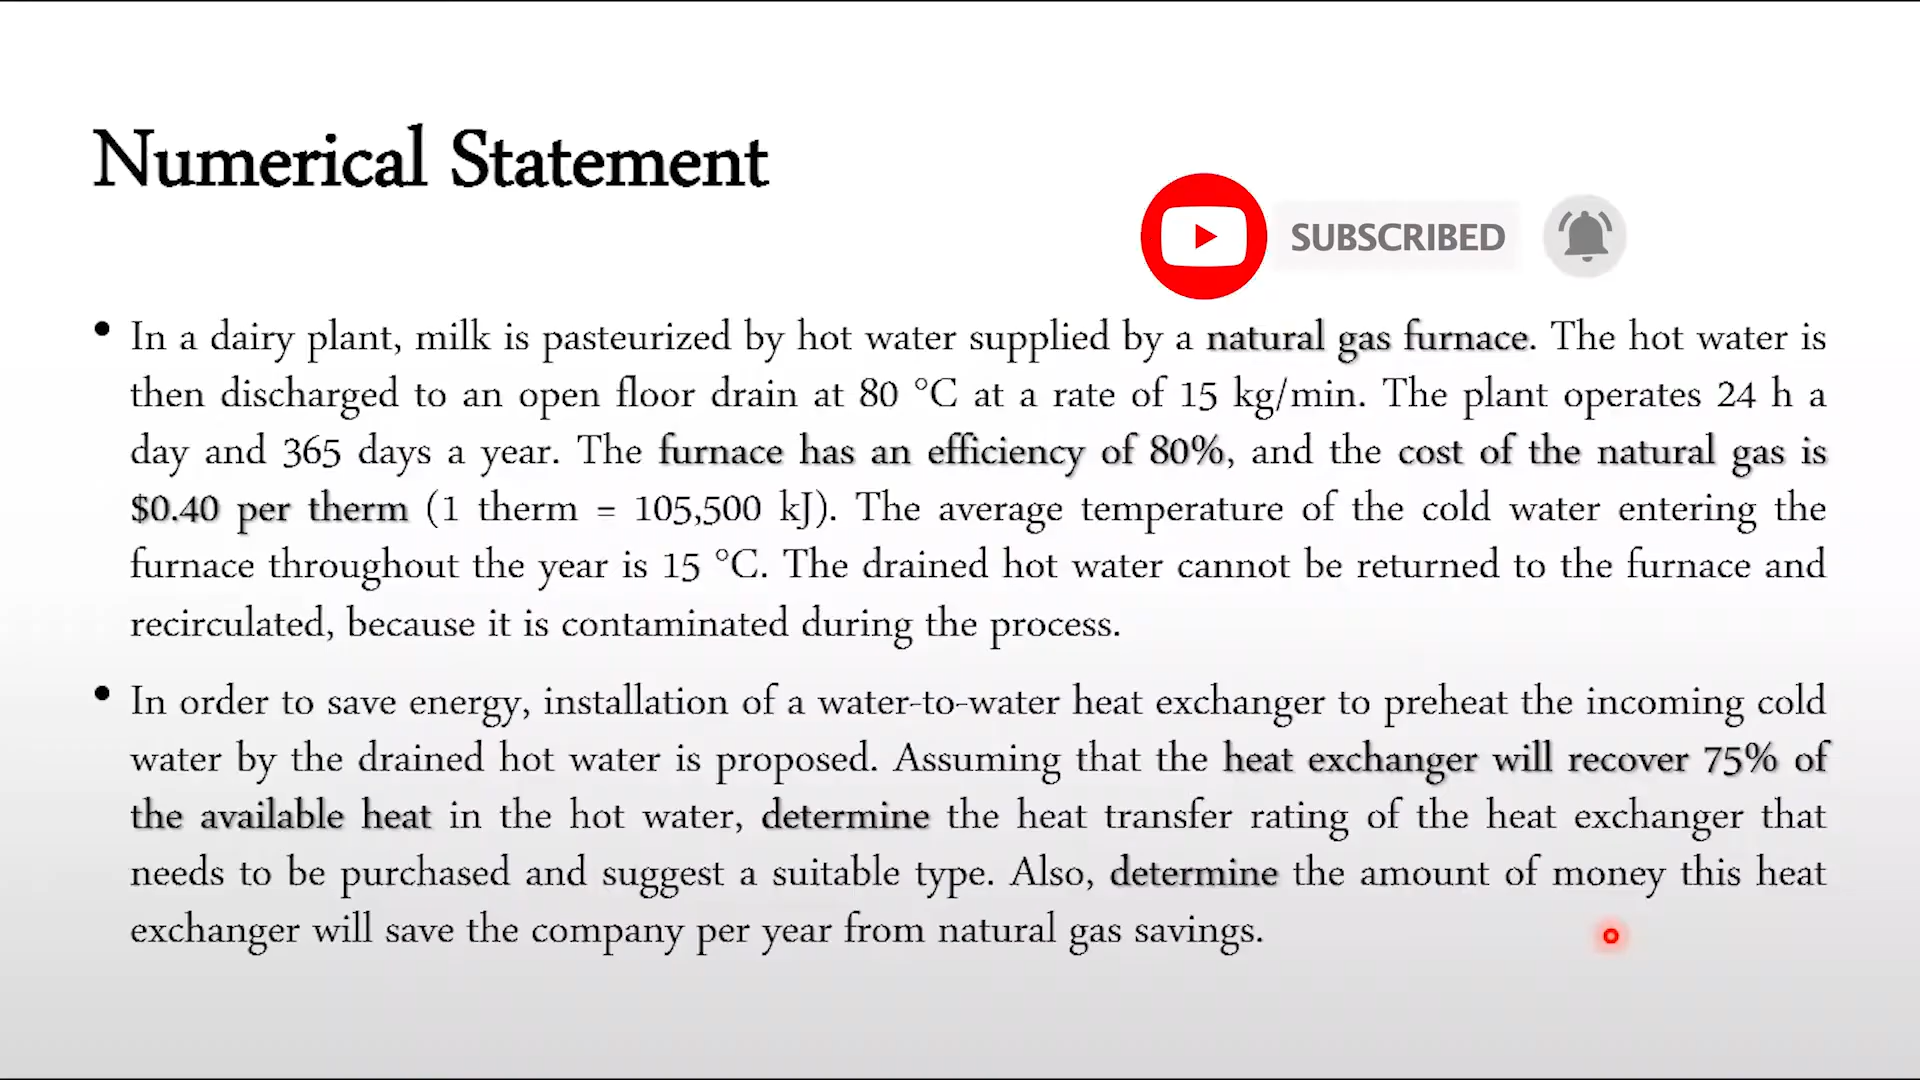 Numerical Statement
SUBSCRIBED
• In a dairy plant, milk is pasteurized by hot water supplied by a natural gas furnace. The hot water is
then discharged to an open floor drain at 80 °C at a rate of 15 kg/min. The plant operates 24 h a
day and 365 days a year. The furnace has an efficiency of 80%, and the cost of the natural gas is
$0.40 per therm (1 therm = 105,500 kJ). The average temperature of the cold water entering the
furnace throughout the year is 15 °C. The drained hot water cannot be returned to the furnace and
recirculated, because it is contaminated during the process.
• In order to save energy, installation of a water-to-water heat exchanger to preheat the incoming cold
water by the drained hot water is proposed. Assuming that the heat exchanger will recover 75% of
the available heat in the hot water, determine the heat transfer rating of the heat exchanger that
needs to be purchased and suggest a suitable type. Also, determine the amount of money this heat
exchanger will save the company per year from natural gas savings.